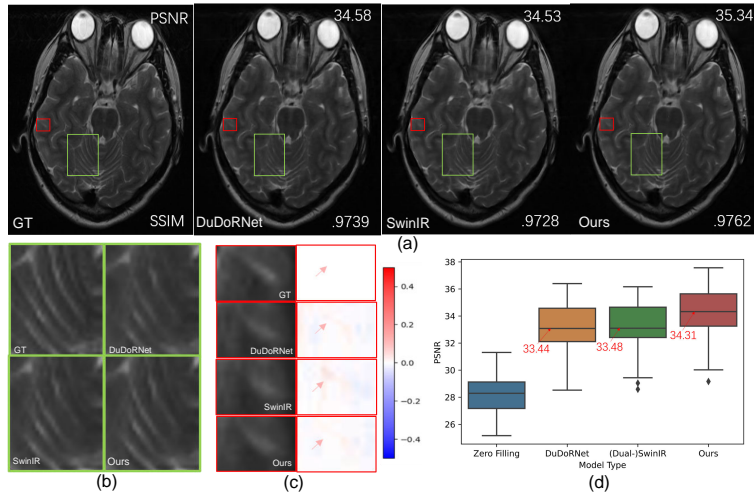 PSNR
34.58
34.53
35.34
GT
SSIM
DuDoRNet
.9739
SwinIR
.9728
Ours
.9762
(a)
GT
DuDoRNet
SwinIR
Ours
(b)
GT
DuDoRNet
SwinIR
Ours
(c)
0.4
0.2
0.0
−0.2
−0.4
PSNR
38
36
34
32
30
28
26
33.44
33.48
34.31
Zero Filling
DuDoRNet
(Dual-)SwinIR
Ours
Model Type
(d)